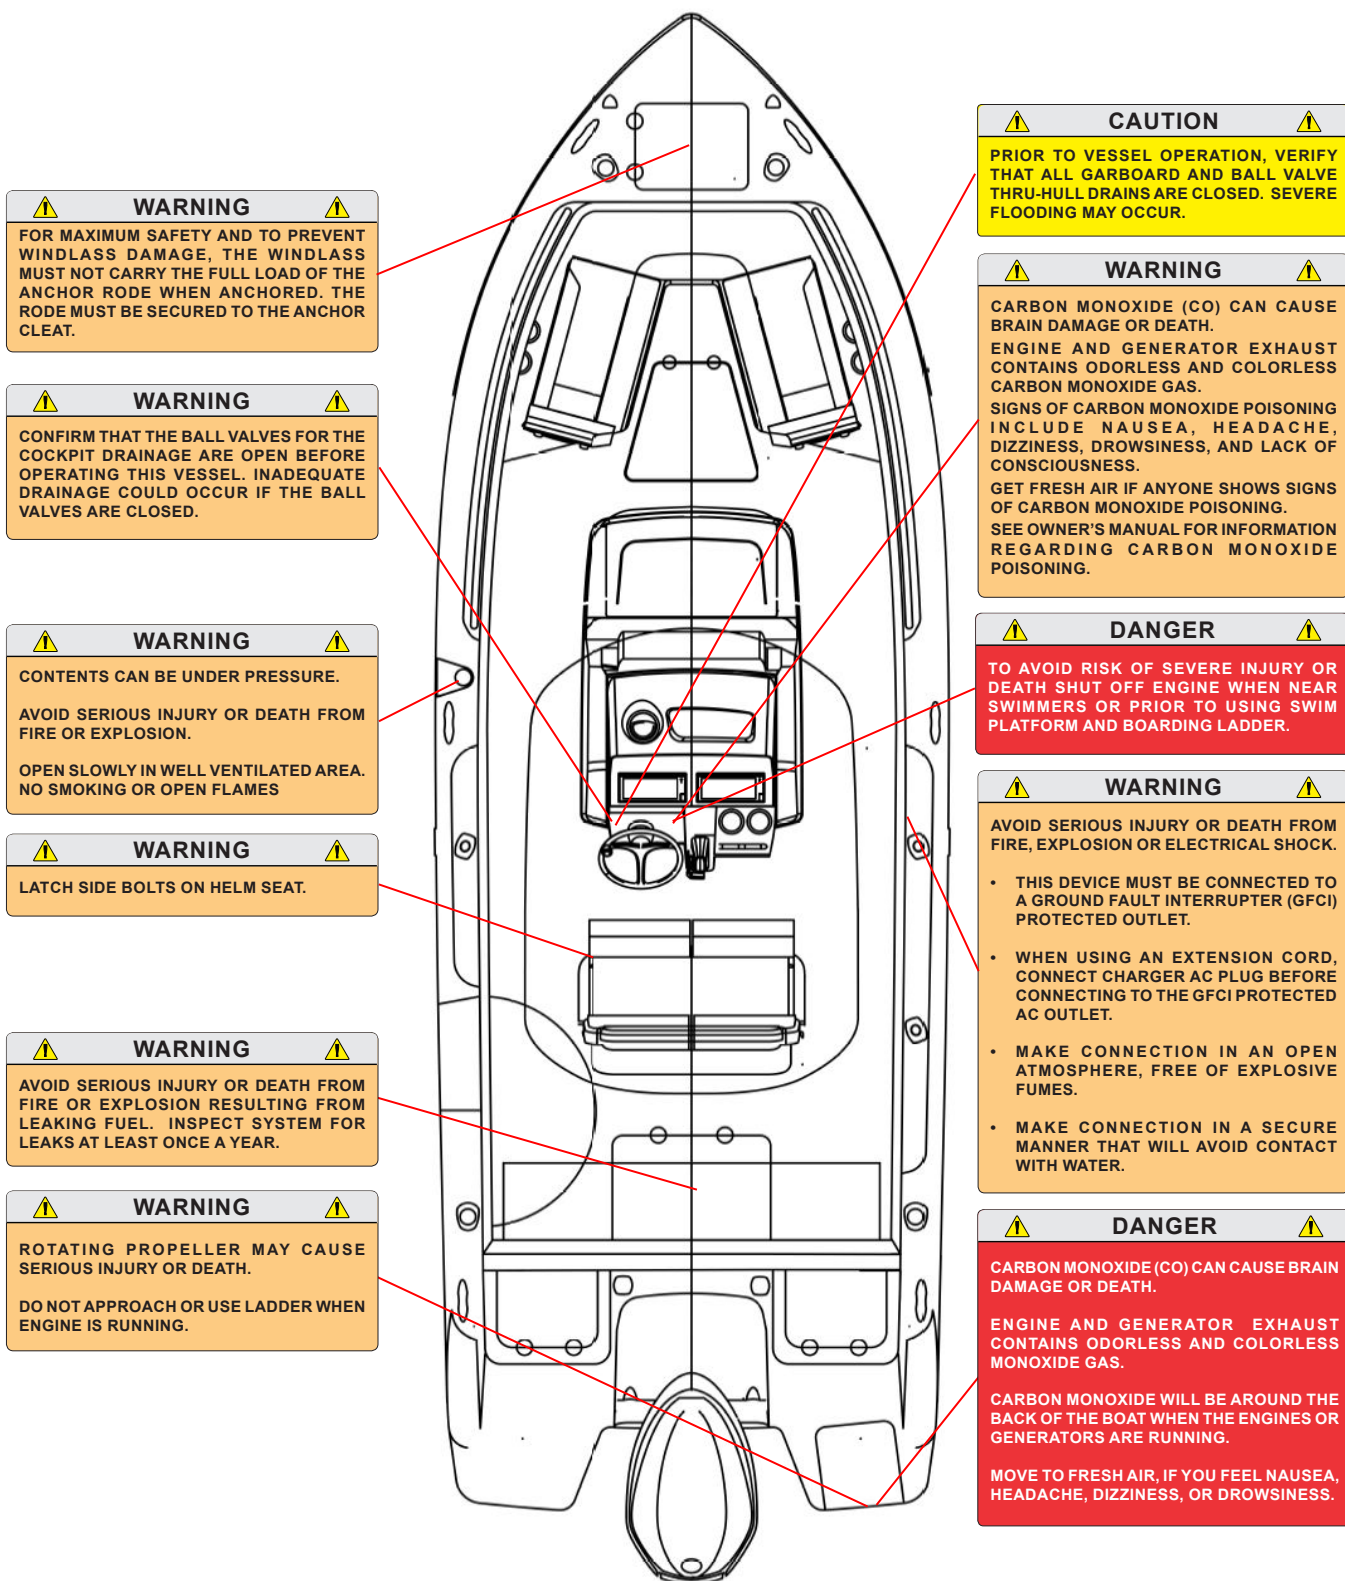 WARNING
FOR MAXIMUM SAFETY AND TO PREVENT
WINDLASS DAMAGE, THE WINDLASS
MUST NOT CARRY THE FULL LOAD OF THE
ANCHOR RODE WHEN ANCHORED. THE
RODE MUST BE SECURED TO THE ANCHOR
CLEAT.
WARNING
CONFIRM THAT THE BALL VALVES FOR THE
COCKPIT DRAINAGE ARE OPEN BEFORE
OPERATING THIS VESSEL. INADEQUATE
DRAINAGE COULD OCCUR IF THE BALL
VALVES ARE CLOSED.
WARNING
CONTENTS CAN BE UNDER PRESSURE.
AVOID SERIOUS INJURY OR DEATH FROM
FIRE OR EXPLOSION.
OPEN SLOWLY IN WELL VENTILATED AREA.
NO SMOKING OR OPEN FLAMES
WARNING
LATCH SIDE BOLTS ON HELM SEAT.
WARNING
AVOID SERIOUS INJURY OR DEATH FROM
FIRE OR EXPLOSION RESULTING FROM
LEAKING FUEL. INSPECT SYSTEM FOR
LEAKS AT LEAST ONCE A YEAR.
WARNING
ROTATING PROPELLER MAY CAUSE
SERIOUS INJURY OR DEATH.
DO NOT APPROACH OR USE LADDER WHEN
ENGINE IS RUNNING.
CAUTION
PRIOR TO VESSEL OPERATION, VERIFY
THAT ALL GARBOARD AND BALL VALVE
THRU-HULL DRAINS ARE CLOSED. SEVERE
FLOODING MAY OCCUR.
WARNING
CARBON MONOXIDE (CO) CAN CAUSE
BRAIN DAMAGE OR DEATH.
ENGINE AND GENERATOR EXHAUST
CONTAINS ODORLESS AND COLORLESS
CARBON MONOXIDE GAS.
SIGNS OF CARBON MONOXIDE POISONING
INCLUDE NAUSEA, HEADACHE,
DIZZINESS, DROWSINESS, AND LACK OF
CONSCIOUSNESS.
GET FRESH AIR IF ANYONE SHOWS SIGNS
OF CARBON MONOXIDE POISONING.
SEE OWNER'S MANUAL FOR INFORMATION
REGARDING CARBON MONOXIDE
POISONING.
DANGER
TO AVOID RISK OF SEVERE INJURY OR
DEATH SHUT OFF ENGINE WHEN NEAR
SWIMMERS OR PRIOR TO USING SWIM
PLATFORM AND BOARDING LADDER.
WARNING
AVOID SERIOUS INJURY OR DEATH FROM
FIRE, EXPLOSION OR ELECTRICAL SHOCK.
• THIS DEVICE MUST BE CONNECTED TO
A GROUND FAULT INTERRUPTER (GFCI)
PROTECTED OUTLET.
• WHEN USING AN EXTENSION CORD,
CONNECT CHARGER AC PLUG BEFORE
CONNECTING TO THE GFCI PROTECTED
AC OUTLET.
• MAKE CONNECTION IN AN OPEN
ATMOSPHERE, FREE OF EXPLOSIVE
FUMES.
• MAKE CONNECTION IN A SECURE
MANNER THAT WILL AVOID CONTACT
WITH WATER.
DANGER
CARBON MONOXIDE (CO) CAN CAUSE BRAIN
DAMAGE OR DEATH.
ENGINE AND GENERATOR EXHAUST
CONTAINS ODORLESS AND COLORLESS
MONOXIDE GAS.
CARBON MONOXIDE WILL BE AROUND THE
BACK OF THE BOAT WHEN THE ENGINES OR
GENERATORS ARE RUNNING.
MOVE TO FRESH AIR, IF YOU FEEL NAUSEA,
HEADACHE, DIZZINESS, OR DROWSINESS.